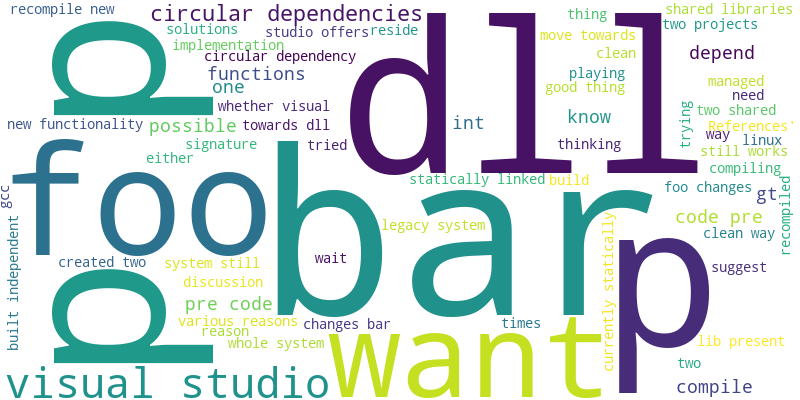 recompile new
circular dependencies
thing
shared libraries
solutions
studio offers
reside
two projects
implementation
move towards
circular dependency
clean
depend
functions
playing
one
good thing
managed
whether visual
need
dll
p
new functionality
possible
towards dll
int
know
two shared
References'
way
signature
tried
thinking
trying
linux
either
still works
compiling
foo
bar
statically linked
build
foo changes
gt
gcc
recompiled
legacy system
code pre
clean way
built independent
created two
system still
wait
currently statically
suggest
p
discussion
pre code
various reasons
changes bar
times
reason
whole system
want
lib present
two
p
visual studio
compile